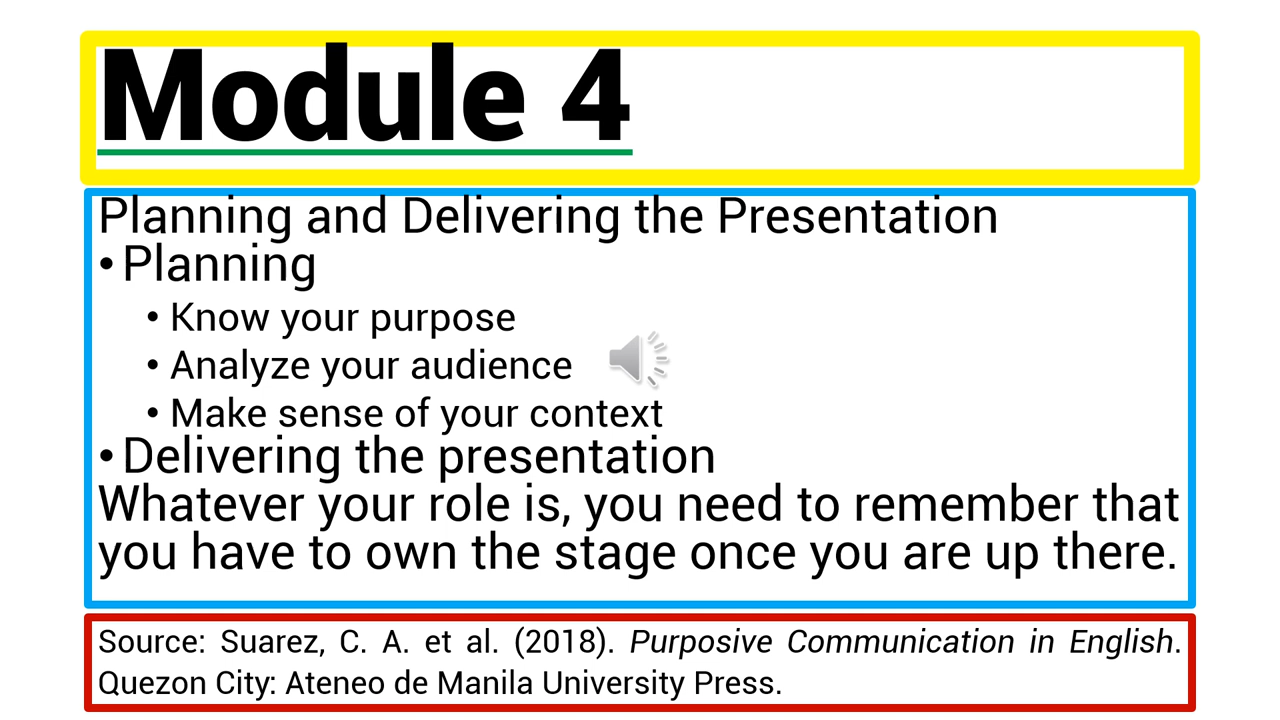 Module 4
Planning and Delivering the Presentation
• Planning
• Know your purpose
• Analyze your audience
• Make sense of your context
• Delivering the presentation
Whatever your role is, you need to remember that
you have to own the stage once you are up there.
Source: Suarez, C. A. et al. (2018). Purposive Communication in English.
Quezon City: Ateneo de Manila University Press.